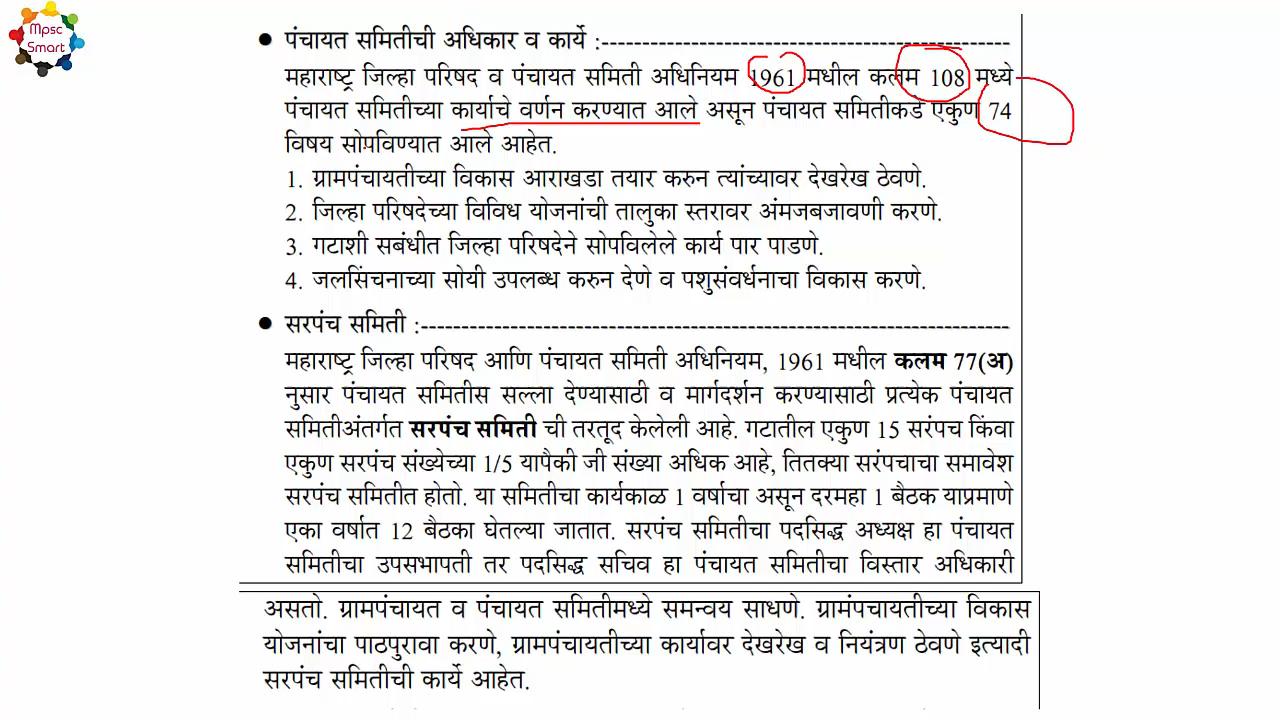 Mpsc
Smart
● पंचायत समितीची अधिकार व कार्ये :--------------------------------------------------
महाराष्ट्र जिल्हा परिषद व पंचायत समिती अधिनियम 1961 मधील कलम 108 मध्ये
पंचायत समितीच्या कार्याचे वर्णन करण्यात आले असून पंचायत समितीकडे एकुण 74
विषय सोपविण्यात आले आहेत.
1. ग्रामपंचायतीच्या विकास आराखडा तयार करुन त्यांच्यावर देखरेख ठेवणे.
2. जिल्हा परिषदेच्या विविध योजनांची तालुका स्तरावर अंमजबजावणी करणे.
3. गटाशी सबंधीत जिल्हा परिषदेने सोपविलेले कार्य पार पाडणे.
4. जलसिंचनाच्या सोयी उपलब्ध करुन देणे व पशुसंवर्धनाचा विकास करणे.
● सरपंच समिती :------------------------------------------------------------------------
महाराष्ट्र जिल्हा परिषद आणि पंचायत समिती अधिनियम, 1961 मधील कलम 77(अ)
नुसार पंचायत समितीस सल्ला देण्यासाठी व मार्गदर्शन करण्यासाठी प्रत्येक पंचायत
समितीअंतर्गत सरपंच समिती ची तरतूद केलेली आहे. गटातील एकुण 15 सरंपच किंवा
एकुण सरपंच संख्येच्या 1/5 यापैकी जी संख्या अधिक आहे, तितक्या सरंपचाचा समावेश
सरपंच समितीत होतो. या समितीचा कार्यकाळ 1 वर्षाचा असून दरमहा 1 बैठक याप्रमाणे
एका वर्षात 12 बैठका घेतल्या जातात. सरपंच समितीचा पदसिद्ध अध्यक्ष हा पंचायत
समितीचा उपसभापती तर पदसिद्ध सचिव हा पंचायत समितीचा विस्तार अधिकारी
असतो. ग्रामपंचायत व पंचायत समितीमध्ये समन्वय साधणे. ग्रामंपचायतीच्या विकास
योजनांचा पाठपुरावा करणे, ग्रामपंचायतीच्या कार्यावर देखरेख व नियंत्रण ठेवणे इत्यादी
सरपंच समितीची कार्ये आहेत.